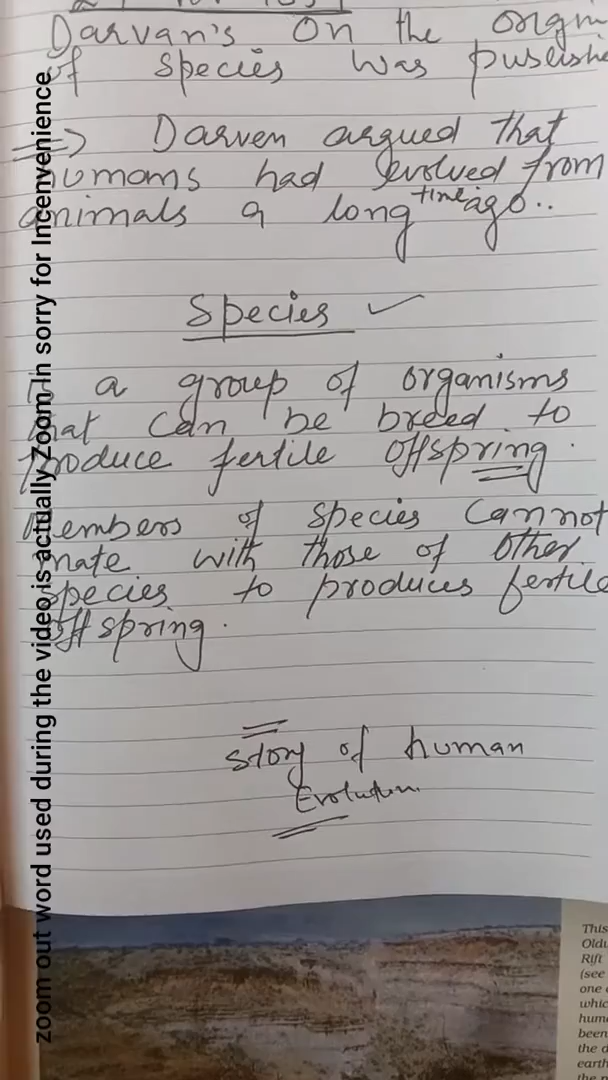 Darvan's On the Origin
of Species was publishe
=> Darven argued that
humans had evolved from
animals a long time ago..
Species
a group of organisms
that can be breed to
produce fertile offspring.
members of species cannot
mate with those of other
species to produces fertile
offspring.
Story of human
Evolution.
This
Oldu
Rift
(see
one
whic
hum
been
the d
earth
zoom out word used during the video is actually Zoom In sorry for Incenvenience